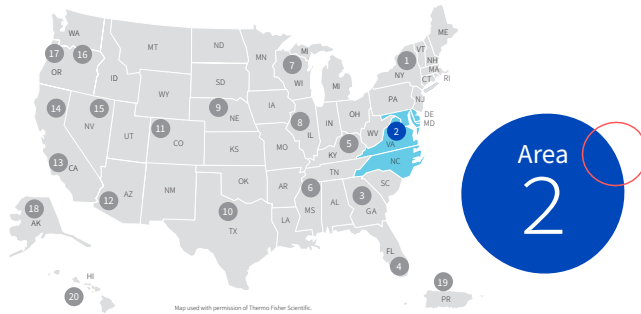 ME
WA
VT
MT
ND
MN
MI
1
NH
17
16
7
MA
OR
ID
SD
WI
NY
CT
RI
WY
MI
PA
NJ
14
15
9
IA
OH
DE
NE
8
IN
MD
NV
UT
11
IL
WV
2
CO
5
VA
KS
MO
KY
NC
13
CA
TN
12
AZ
OK
AR
6
SC
NM
3
MS
AL
GA
18
10
AK
TX
LA
FL
4
HI
19
20
PR
Map used with permission of Thermo Fisher Scientific.
Area
2